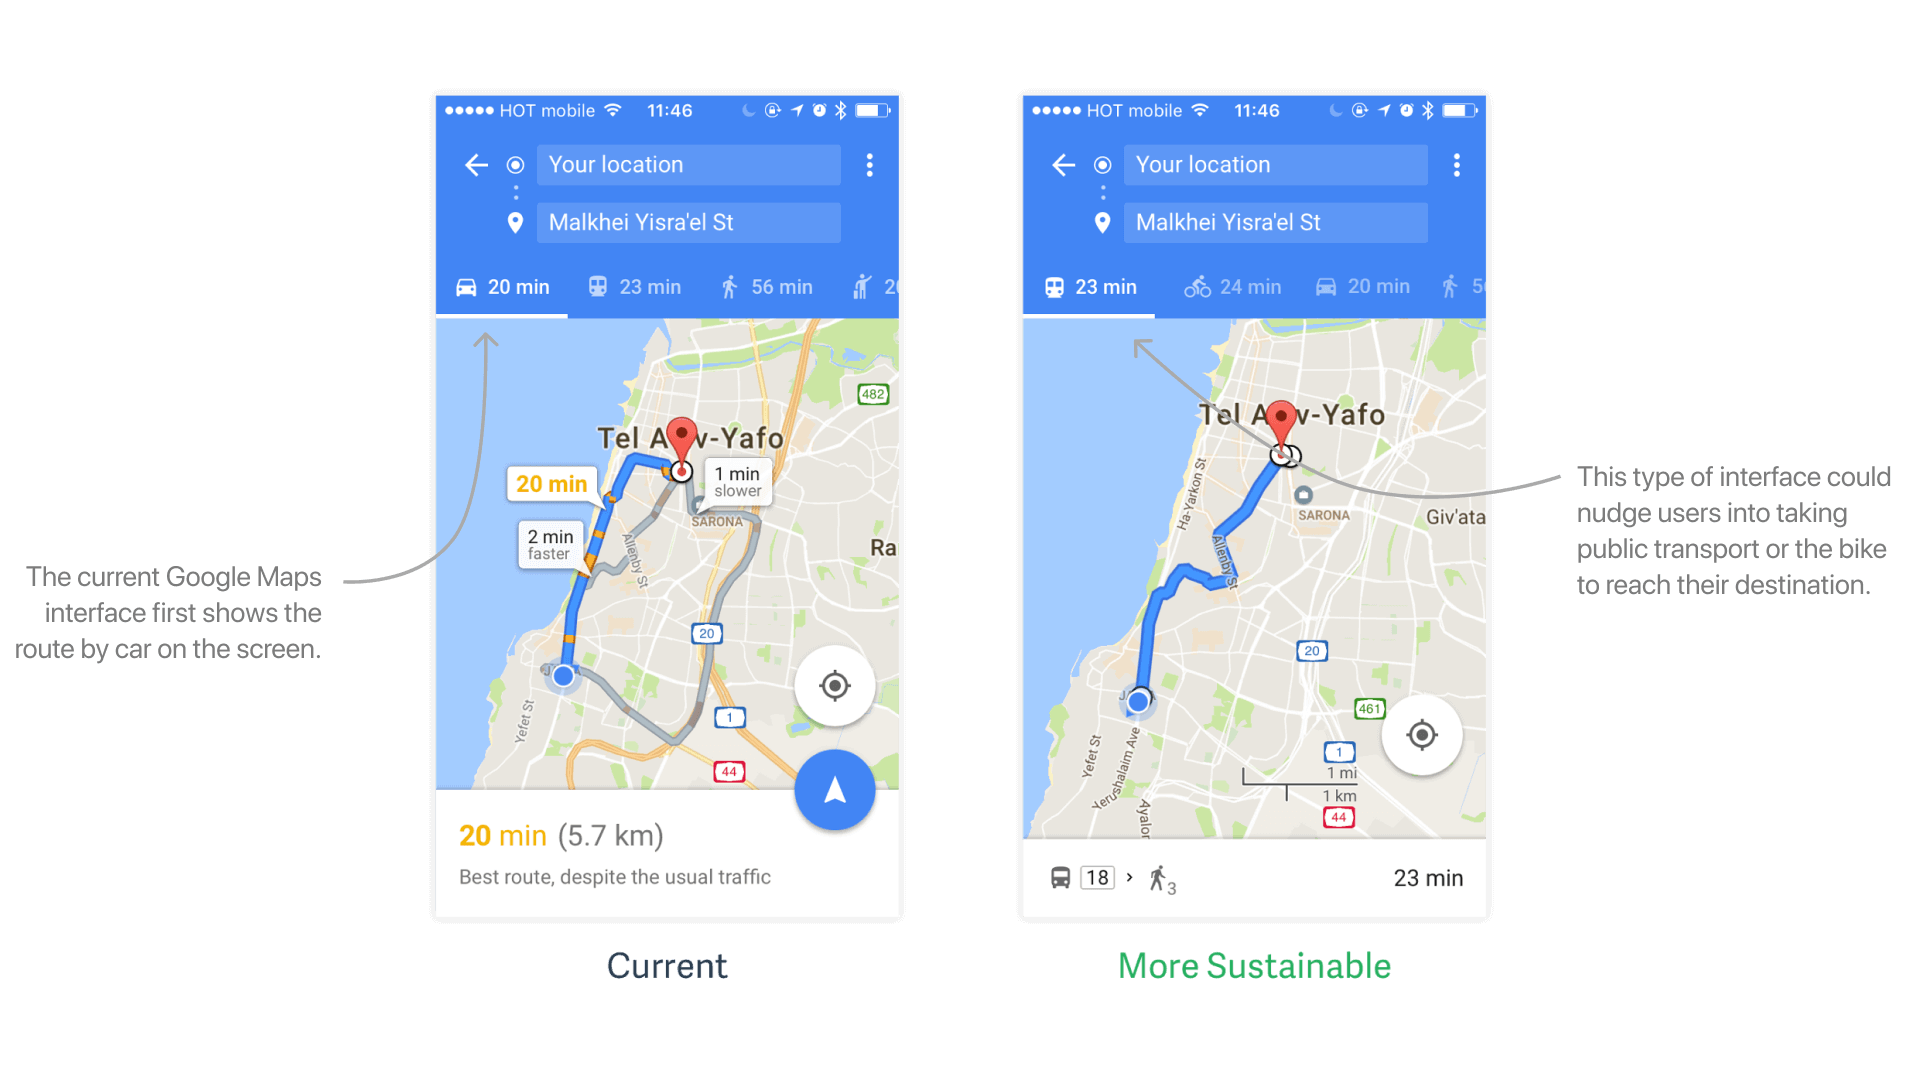 HOT mobile 11:46
Your location
Malkhei Yisra'el St
20 min 23 min 56 min
482
Tel A v-Yafo
20 min
1 min
slower
SARONA
2 min
faster
Allenby St
Ra
20
Yefet St
1
44
20 min (5.7 km)
Best route, despite the usual traffic
The current Google Maps
interface first shows the
route by car on the screen.
Current
HOT mobile 11:46
Your location
Malkhei Yisra'el St
23 min 24 min 20 min
Tel A v-Yafo
Ha-Yarkon St
SARONA
Giv'ata
Allenby St
20
461
Yefet St
Yerushalaim Ave
Ayalon
1
1 mi
1 km
44
18 > 3 23 min
This type of interface could
nudge users into taking
public transport or the bike
to reach their destination.
More Sustainable